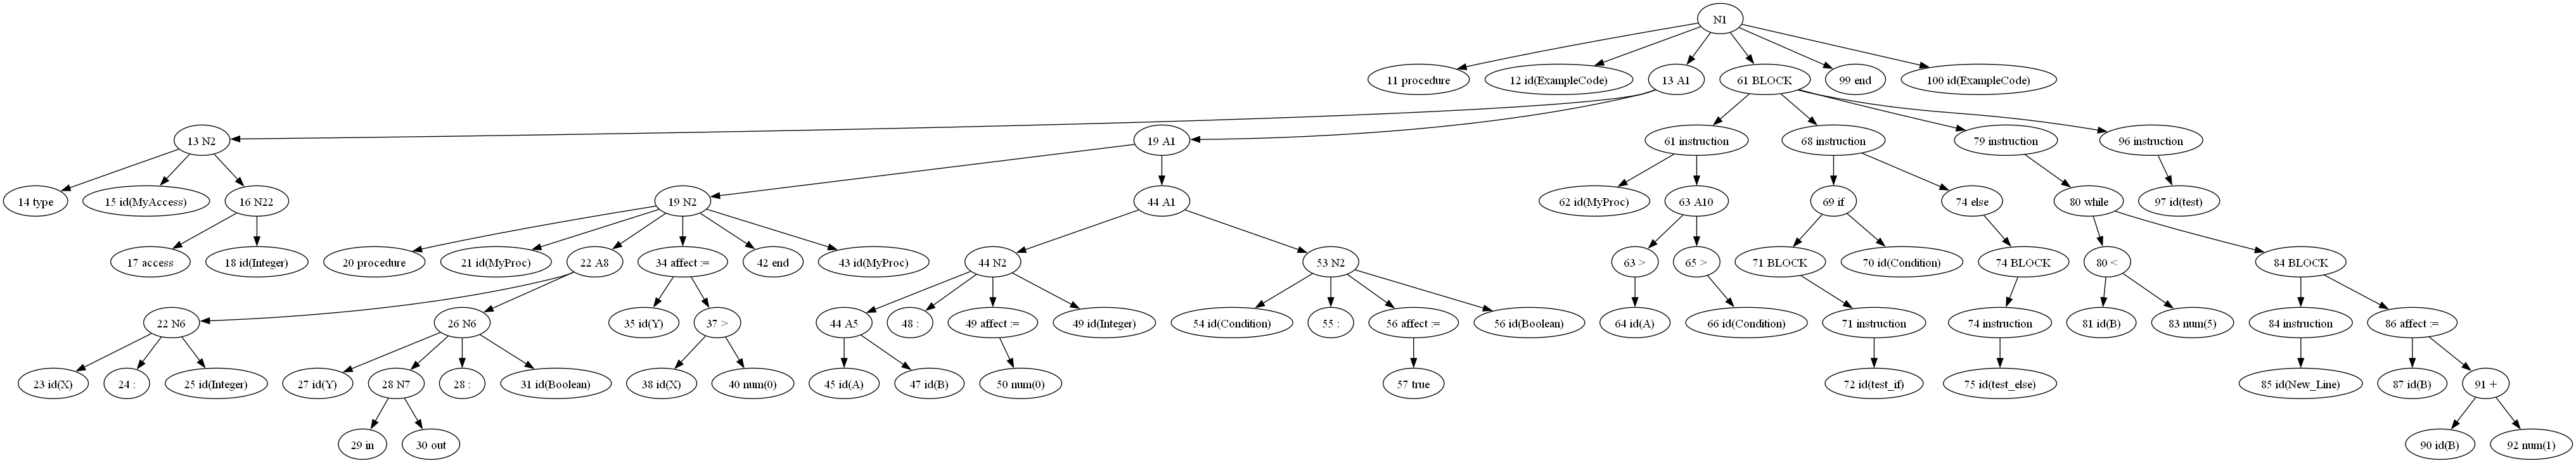 N1
11 procedure
12 id(ExampleCode)
13 A1
61 BLOCK
99 end
100 id(ExampleCode)
13 N2
19 A1
61 instruction
68 instruction
79 instruction
96 instruction
14 type
15 id(MyAccess)
16 N22
19 N2
44 A1
62 id(MyProc)
63 A10
69 if
74 else
80 while
97 id(test)
17 access
18 id(Integer)
20 procedure
21 id(MyProc)
22 A8
34 affect :=
42 end
43 id(MyProc)
44 N2
53 N2
63 >
65 >
71 BLOCK
70 id(Condition)
74 BLOCK
80 <
84 BLOCK
22 N6
26 N6
35 id(Y)
37 >
44 A5
48 :
49 affect :=
49 id(Integer)
54 id(Condition)
55 :
56 affect :=
56 id(Boolean)
64 id(A)
66 id(Condition)
71 instruction
74 instruction
81 id(B)
83 num(5)
84 instruction
86 affect :=
23 id(X)
24 :
25 id(Integer)
27 id(Y)
28 N7
28 :
31 id(Boolean)
38 id(X)
40 num(0)
45 id(A)
47 id(B)
50 num(0)
57 true
72 id(test_if)
75 id(test_else)
85 id(New_Line)
87 id(B)
91 +
29 in
30 out
90 id(B)
92 num(1)